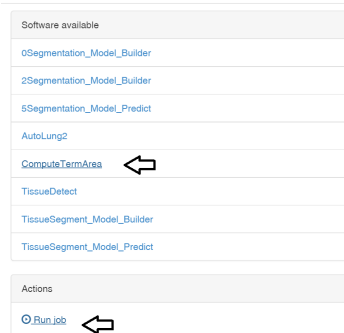 Software available
0Segmentation_Model_Builder
2Segmentation_Model_Builder
5Segmentation_Model_Predict
AutoLung2
ComputeTermArea
TissueDetect
TissueSegment_Model_Builder
TissueSegment_Model_Predict
Actions
Run job